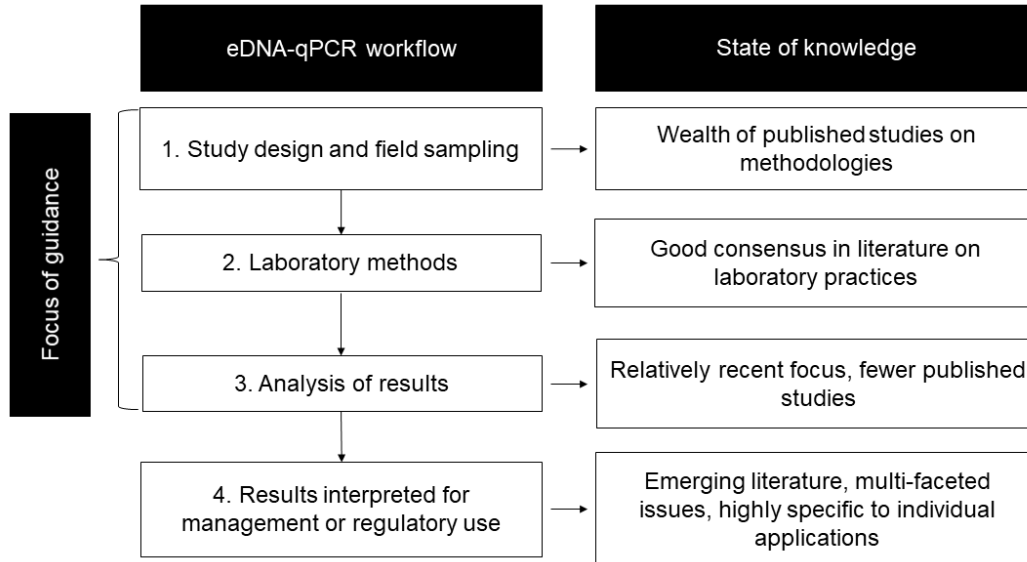 eDNA-qPCR workflow
State of knowledge
Focus of guidance
1. Study design and field sampling
Wealth of published studies on
methodologies
2. Laboratory methods
Good consensus in literature on
laboratory practices
3. Analysis of results
Relatively recent focus, fewer published
studies
4. Results interpreted for
management or regulatory use
Emerging literature, multi-faceted
issues, highly specific to individual
applications